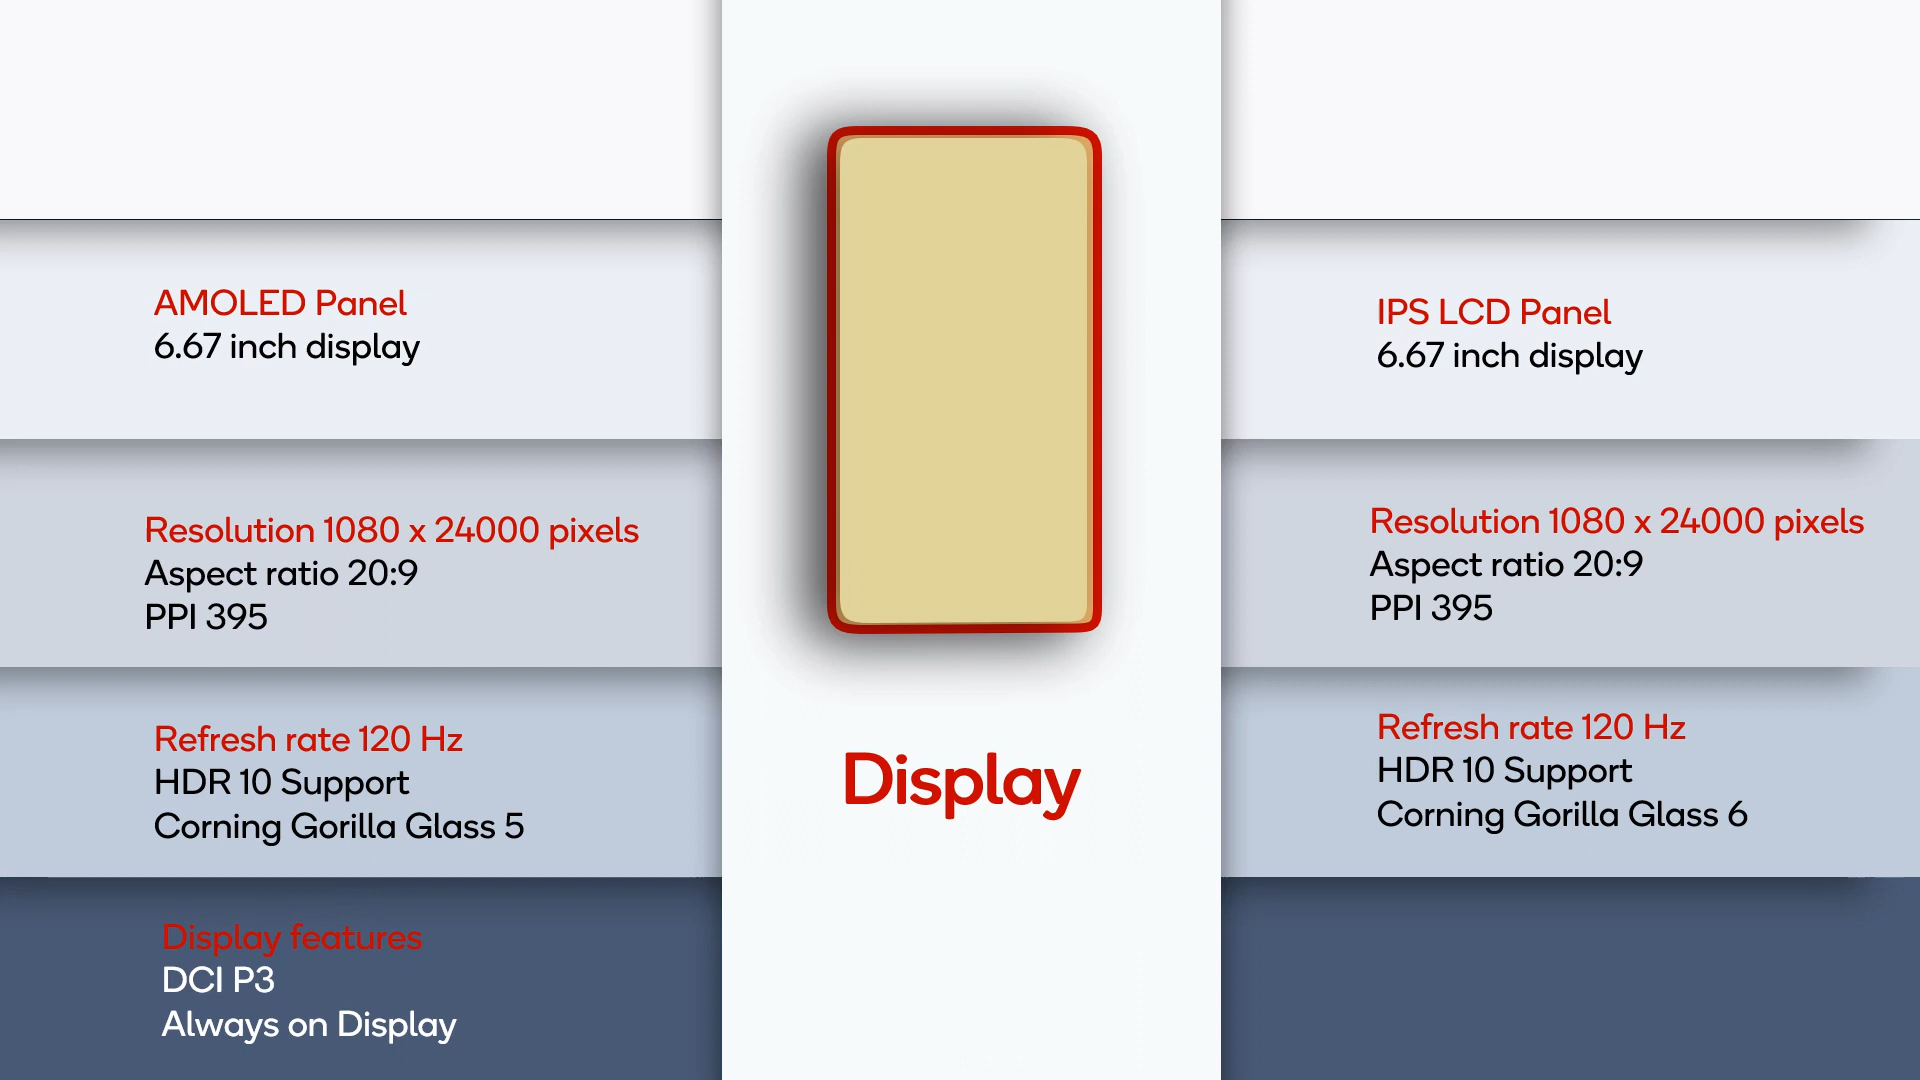 AMOLED Panel
6.67 inch display
Resolution 1080 x 24000 pixels
Aspect ratio 20:9
PPI 395
Refresh rate 120 Hz
HDR 10 Support
Corning Gorilla Glass 5
Display features
DCI P3
Always on Display
Display
IPS LCD Panel
6.67 inch display
Resolution 1080 x 24000 pixels
Aspect ratio 20:9
PPI 395
Refresh rate 120 Hz
HDR 10 Support
Corning Gorilla Glass 6